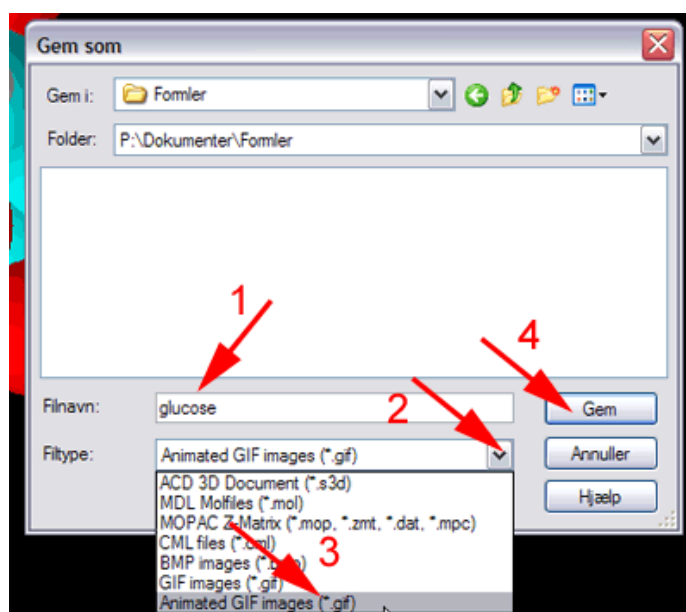 Gem som
Gem i: Formler
Folder: P:\Dokumenter\Formler
1
4
Filnavn: glucose
2
Gem
Filtype: Animated GIF images (*.gif)
Annuller
ACD 3D Document (*.s3d)
MDL Molfiles (*.mol)
Hjælp
MOPAC Z-Matrix (*.mop, *.zmt, *.dat, *.mpc)
CML files (*.cml)
3
BMP images (*.bmp)
GIF images (*.gif)
Animated GIF images (*.gif)